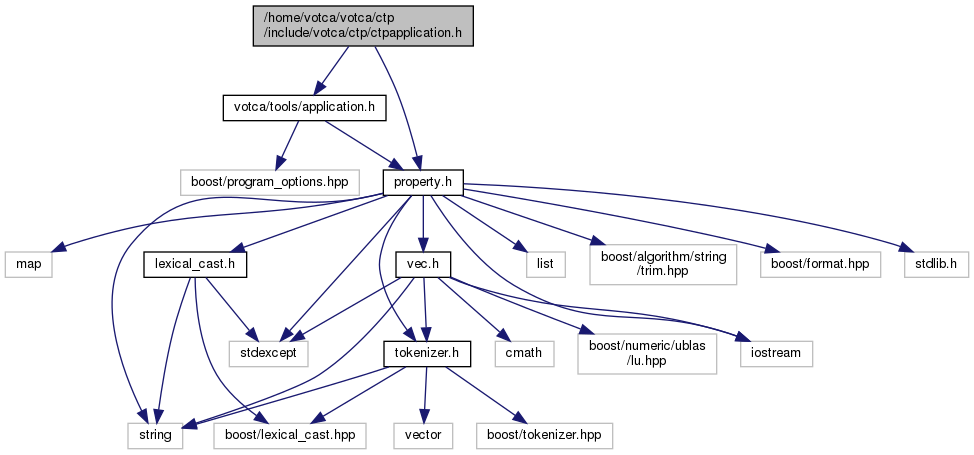 /home/votca/votca/ctp
/include/votca/ctp/ctpapplication.h
votca/tools/application.h
boost/program_options.hpp
property.h
map
lexical_cast.h
vec.h
list
boost/algorithm/string
/trim.hpp
boost/format.hpp
stdlib.h
stdexcept
tokenizer.h
cmath
boost/numeric/ublas
/lu.hpp
iostream
string
boost/lexical_cast.hpp
vector
boost/tokenizer.hpp